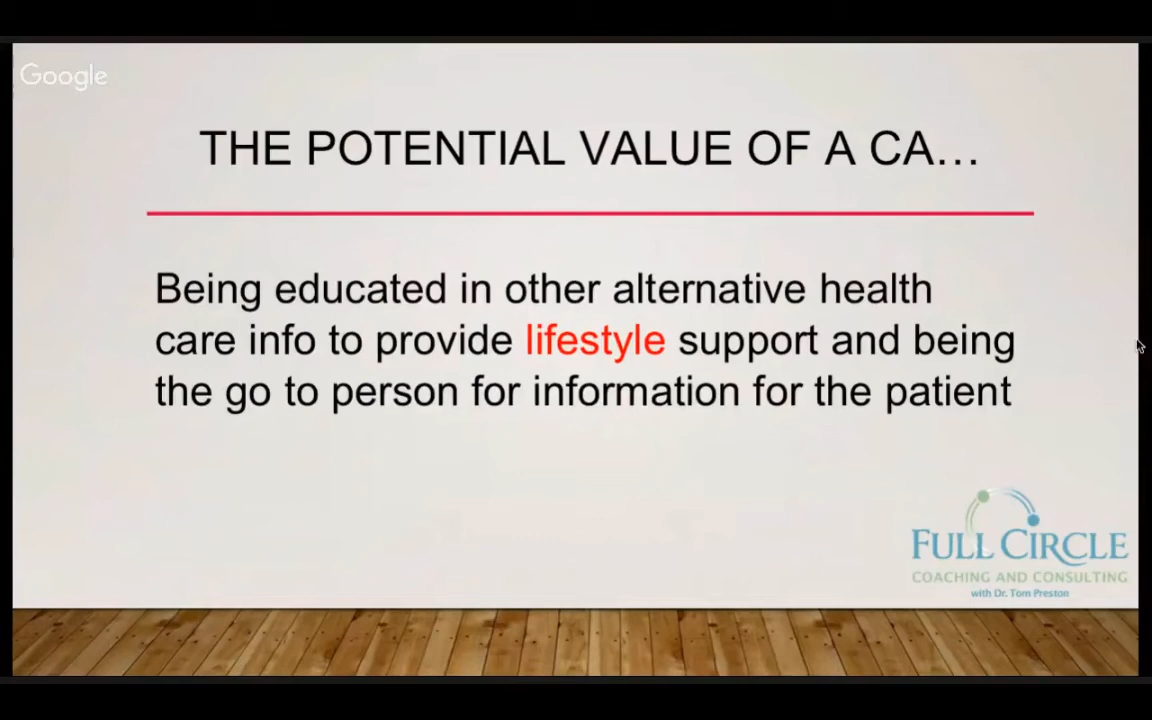 Google
THE POTENTIAL VALUE OF A CA...
Being educated in other alternative health
care info to provide lifestyle support and being
the go to person for information for the patient
FULL CIRCLE
COACHING AND CONSULTING
with Dr. Tom Preston